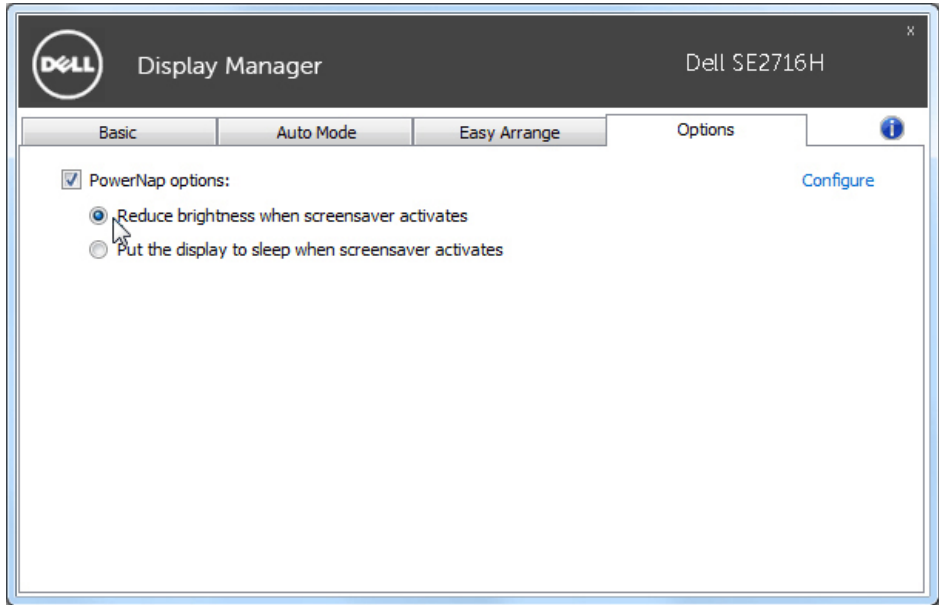 DELL
Display Manager
Dell SE2716H
x
Basic
Auto Mode
Easy Arrange
Options
i
PowerNap options:
Configure
Reduce brightness when screensaver activates
Put the display to sleep when screensaver activates